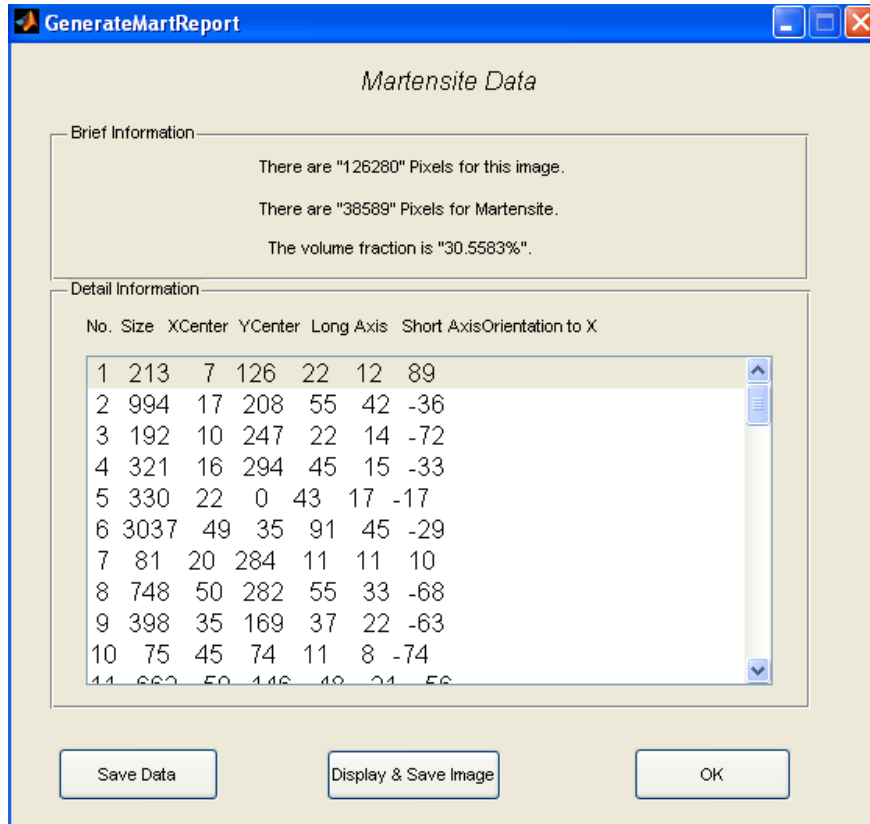 GenerateMartReport
Martensite Data
Brief Information
There are "126280" Pixels for this image.
There are "38589" Pixels for Martensite.
The volume fraction is "30.5583%".
Detail Information
No. Size XCenter YCenter Long Axis Short AxisOrientation to X
1 213 7 126 22 12 89
2 994 17 208 55 42 -36
3 192 10 247 22 14 -72
4 321 16 294 45 15 -33
5 330 22 0 43 17 -17
6 3037 49 35 91 45 -29
7 81 20 284 11 11 10
8 748 50 282 55 33 -68
9 398 35 169 37 22 -63
10 75 45 74 11 8 -74
Save Data Display & Save Image OK